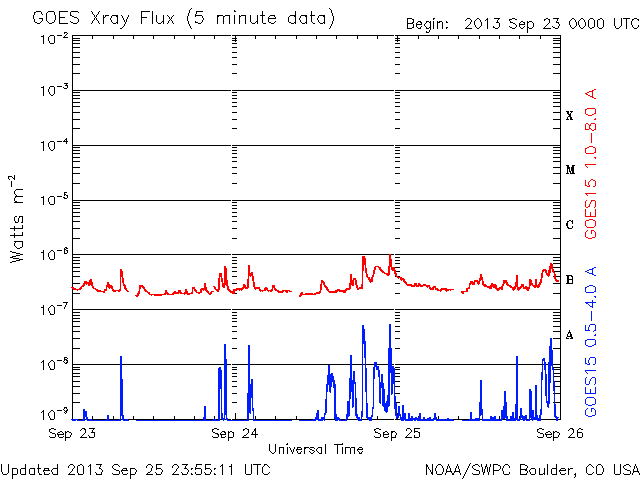 GOES Xray Flux (5 minute data)
Begin: 2013 Sep 23 0000 UTC
Watts m⁻²
10⁻²
10⁻³
10⁻⁴
10⁻⁵
10⁻⁶
10⁻⁷
10⁻⁸
10⁻⁹
X
M
C
B
A
GOES15 1.0-8.0 A
GOES15 0.5-4.0 A
Sep 23
Sep 24
Sep 25
Sep 26
Universal Time
Updated 2013 Sep 25 23:55:11 UTC
NOAA/SWPC Boulder, CO USA